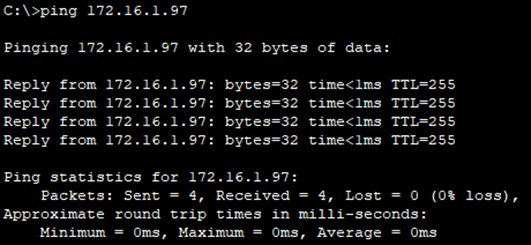 C:\>ping 172.16.1.97
Pinging 172.16.1.97 with 32 bytes of data:
Reply from 172.16.1.97: bytes=32 time<1ms TTL=255
Reply from 172.16.1.97: bytes=32 time<1ms TTL=255
Reply from 172.16.1.97: bytes=32 time<1ms TTL=255
Reply from 172.16.1.97: bytes=32 time<1ms TTL=255
Ping statistics for 172.16.1.97:
    Packets: Sent = 4, Received = 4, Lost = 0 (0% loss),
Approximate round trip times in milli-seconds:
    Minimum = 0ms, Maximum = 0ms, Average = 0ms